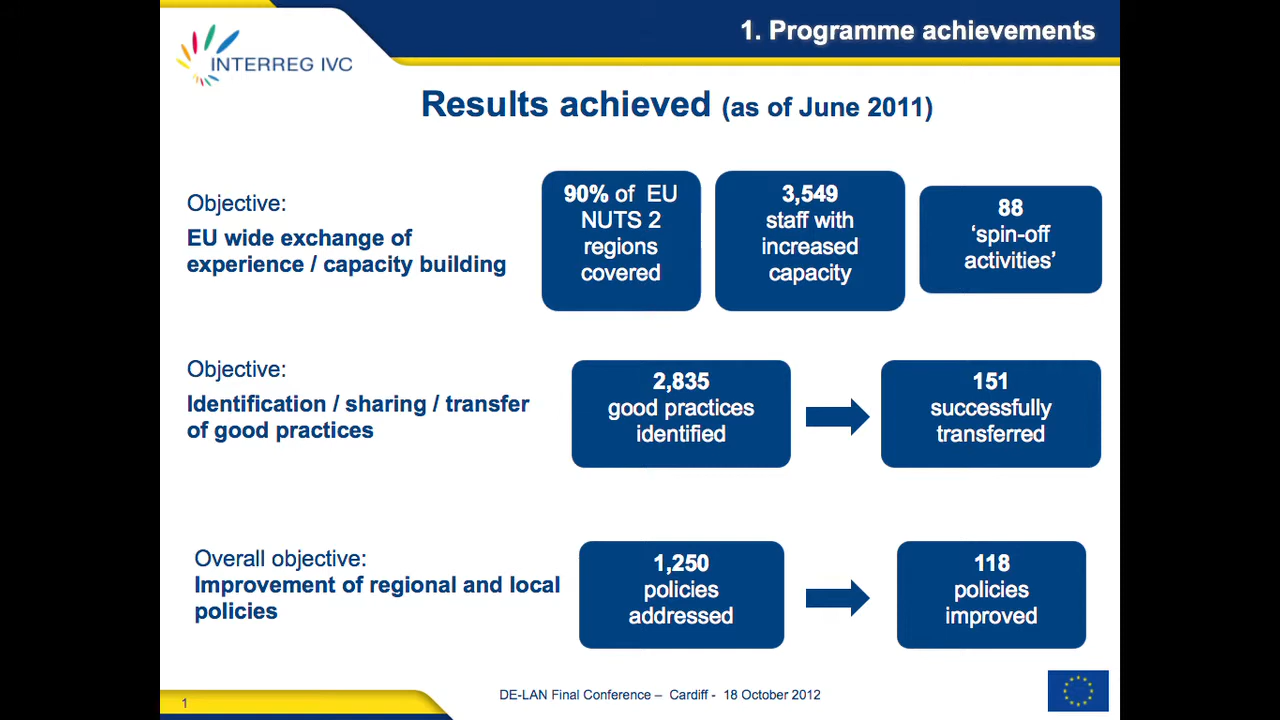 1. Programme achievements
INTERREG IVC
Results achieved (as of June 2011)
Objective:
EU wide exchange of
experience / capacity building
90% of EU
NUTS 2
regions
covered
3,549
staff with
increased
capacity
88
‘spin-off
activities’
Objective:
Identification / sharing / transfer
of good practices
2,835
good practices
identified
151
successfully
transferred
Overall objective:
Improvement of regional and local
policies
1,250
policies
addressed
118
policies
improved
1
DE-LAN Final Conference – Cardiff - 18 October 2012